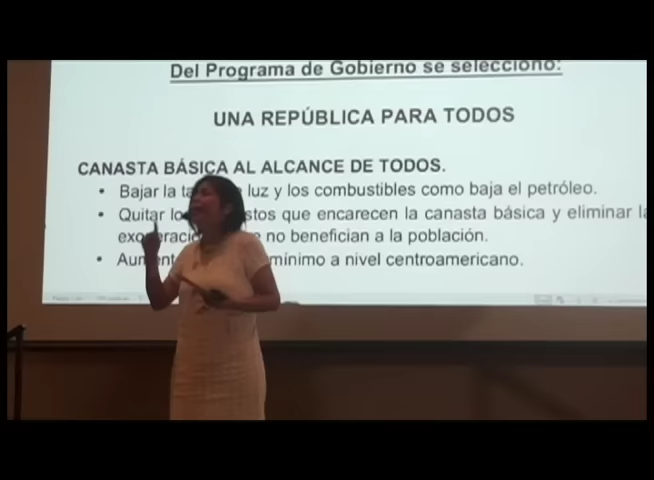 Del Programa de Gobierno se seleccionó:
UNA REPÚBLICA PARA TODOS
CANASTA BÁSICA AL ALCANCE DE TODOS.
• Bajar la luz y los combustibles como baja el petróleo.
• Quitar que encarecen la canasta básica y eliminar
no benefician a la población.
• mínimo a nivel centroamericano.